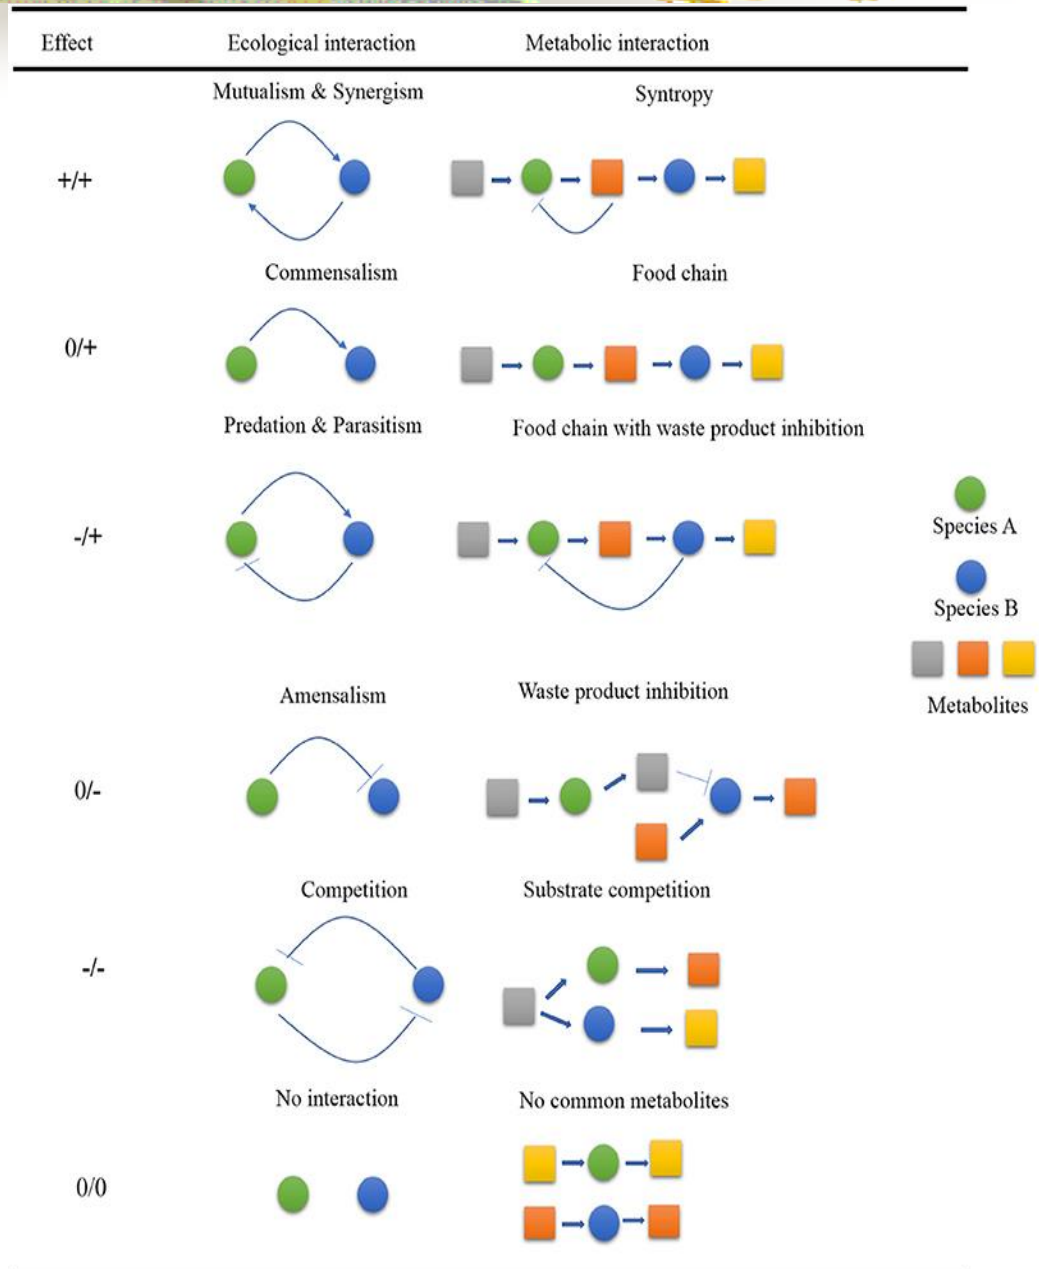 Effect Ecological interaction Metabolic interaction
Mutualism & Synergism Syntropy
+/+
Commensalism Food chain
0/+
Predation & Parasitism Food chain with waste product inhibition
-/+
Species A
Species B
Metabolites
Amensalism Waste product inhibition
0/-
Competition Substrate competition
-/-
No interaction No common metabolites
0/0